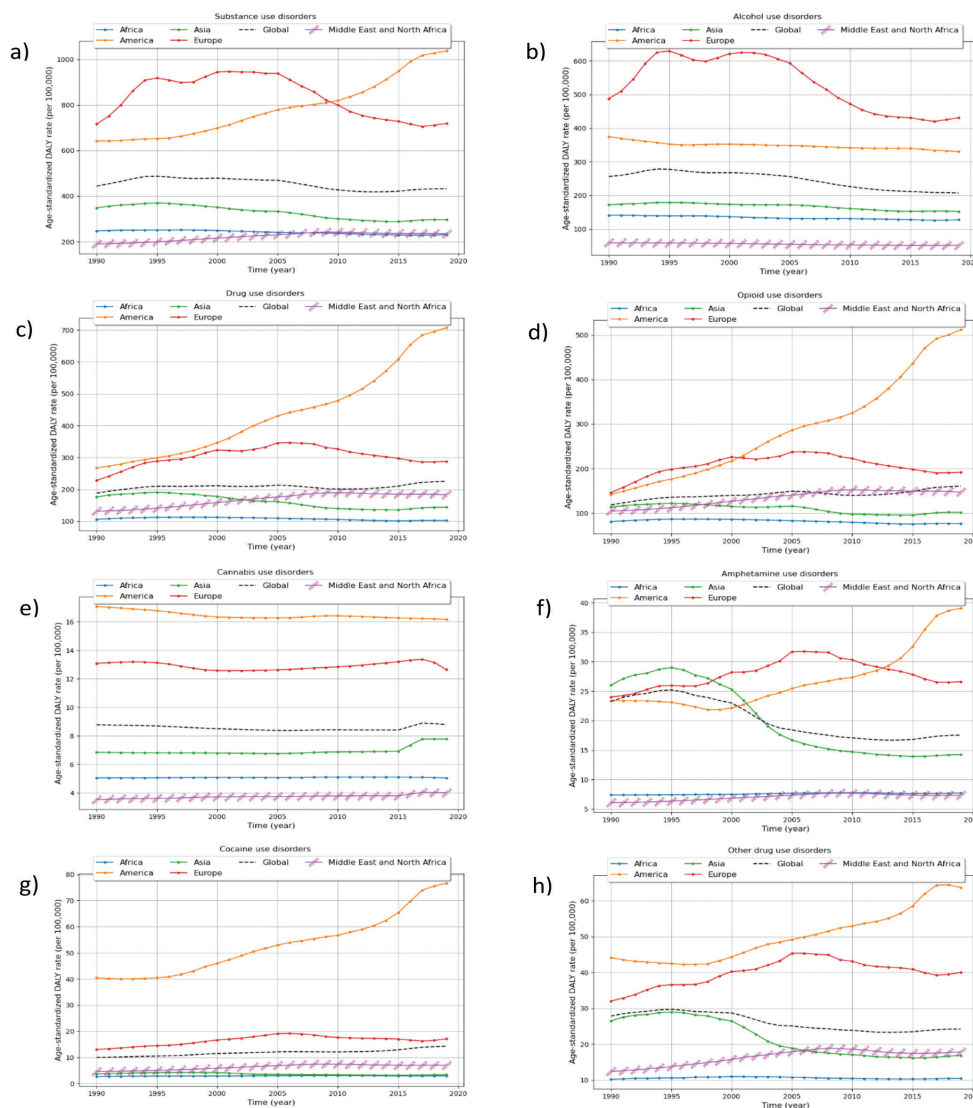 a)
Substance use disorders
Africa Asia Global Middle East and North Africa
America Europe
Age-standardized DALY rate (per 100,000)
1000
800
600
400
200
1990 1995 2000 2005 2010 2015 2020
Time (year)
b)
Alcohol use disorders
Africa Asia Global Middle East and North Africa
America Europe
Age-standardized DALY rate (per 100,000)
600
500
400
300
200
100
1990 1995 2000 2005 2010 2015 2020
Time (year)
c)
Drug use disorders
Africa Asia Global Middle East and North Africa
America Europe
Age-standardized DALY rate (per 100,000)
700
600
500
400
300
200
100
1990 1995 2000 2005 2010 2015 2020
Time (year)
d)
Opioid use disorders
Africa Asia Global Middle East and North Africa
America Europe
Age-standardized DALY rate (per 100,000)
500
400
300
200
100
1990 1995 2000 2005 2010 2015
Time (year)
e)
Cannabis use disorders
Africa Asia Global Middle East and North Africa
America Europe
Age-standardized DALY rate (per 100,000)
16
14
12
10
8
6
4
1990 1995 2000 2005 2010 2015 2020
Time (year)
f)
Amphetamine use disorders
Africa Asia Global Middle East and North Africa
America Europe
Age-standardized DALY rate (per 100,000)
40
35
30
25
20
15
10
5
1990 1995 2000 2005 2010 2015
Time (year)
g)
Cocaine use disorders
Africa Asia Global Middle East and North Africa
America Europe
Age-standardized DALY rate (per 100,000)
80
70
60
50
40
30
20
10
0
1990 1995 2000 2005 2010 2015 2020
Time (year)
h)
Other drug use disorders
Africa Asia Global Middle East and North Africa
America Europe
Age-standardized DALY rate (per 100,000)
60
50
40
30
20
10
1990 1995 2000 2005 2010 2015
Time (year)